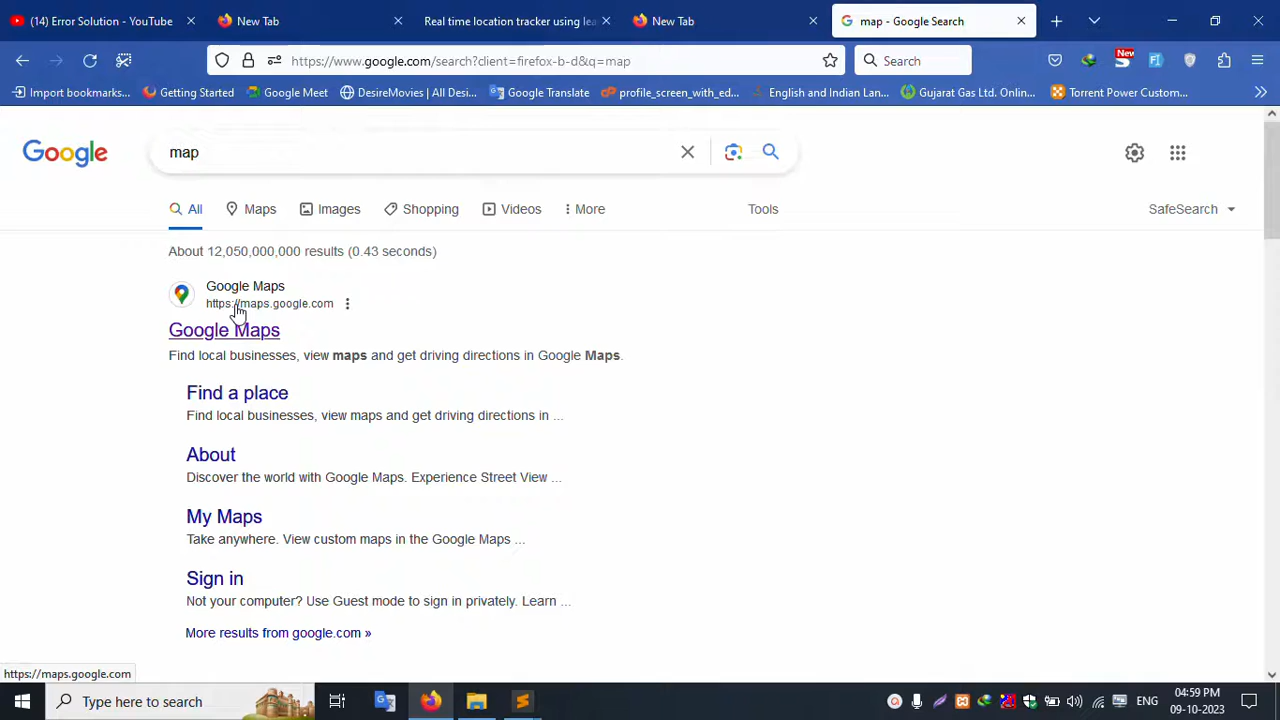 (14) Error Solution - YouTube
New Tab
Real time location tracker using lea
New Tab
map - Google Search
https://www.google.com/search?client=firefox-b-d&q=map
Search
New
Import bookmarks...
Getting Started
Google Meet
DesireMovies | All Desi...
Google Translate
profile_screen_with_ed...
English and Indian Lan...
Gujarat Gas Ltd. Onlin...
Torrent Power Custom...
Google
map
All
Maps
Images
Shopping
Videos
More
Tools
SafeSearch
About 12,050,000,000 results (0.43 seconds)
Google Maps
https://maps.google.com
Google Maps
Find local businesses, view maps and get driving directions in Google Maps.
Find a place
Find local businesses, view maps and get driving directions in ...
About
Discover the world with Google Maps. Experience Street View ...
My Maps
Take anywhere. View custom maps in the Google Maps ...
Sign in
Not your computer? Use Guest mode to sign in privately. Learn ...
More results from google.com »
https://maps.google.com
Type here to search
ENG
04:59 PM
09-10-2023